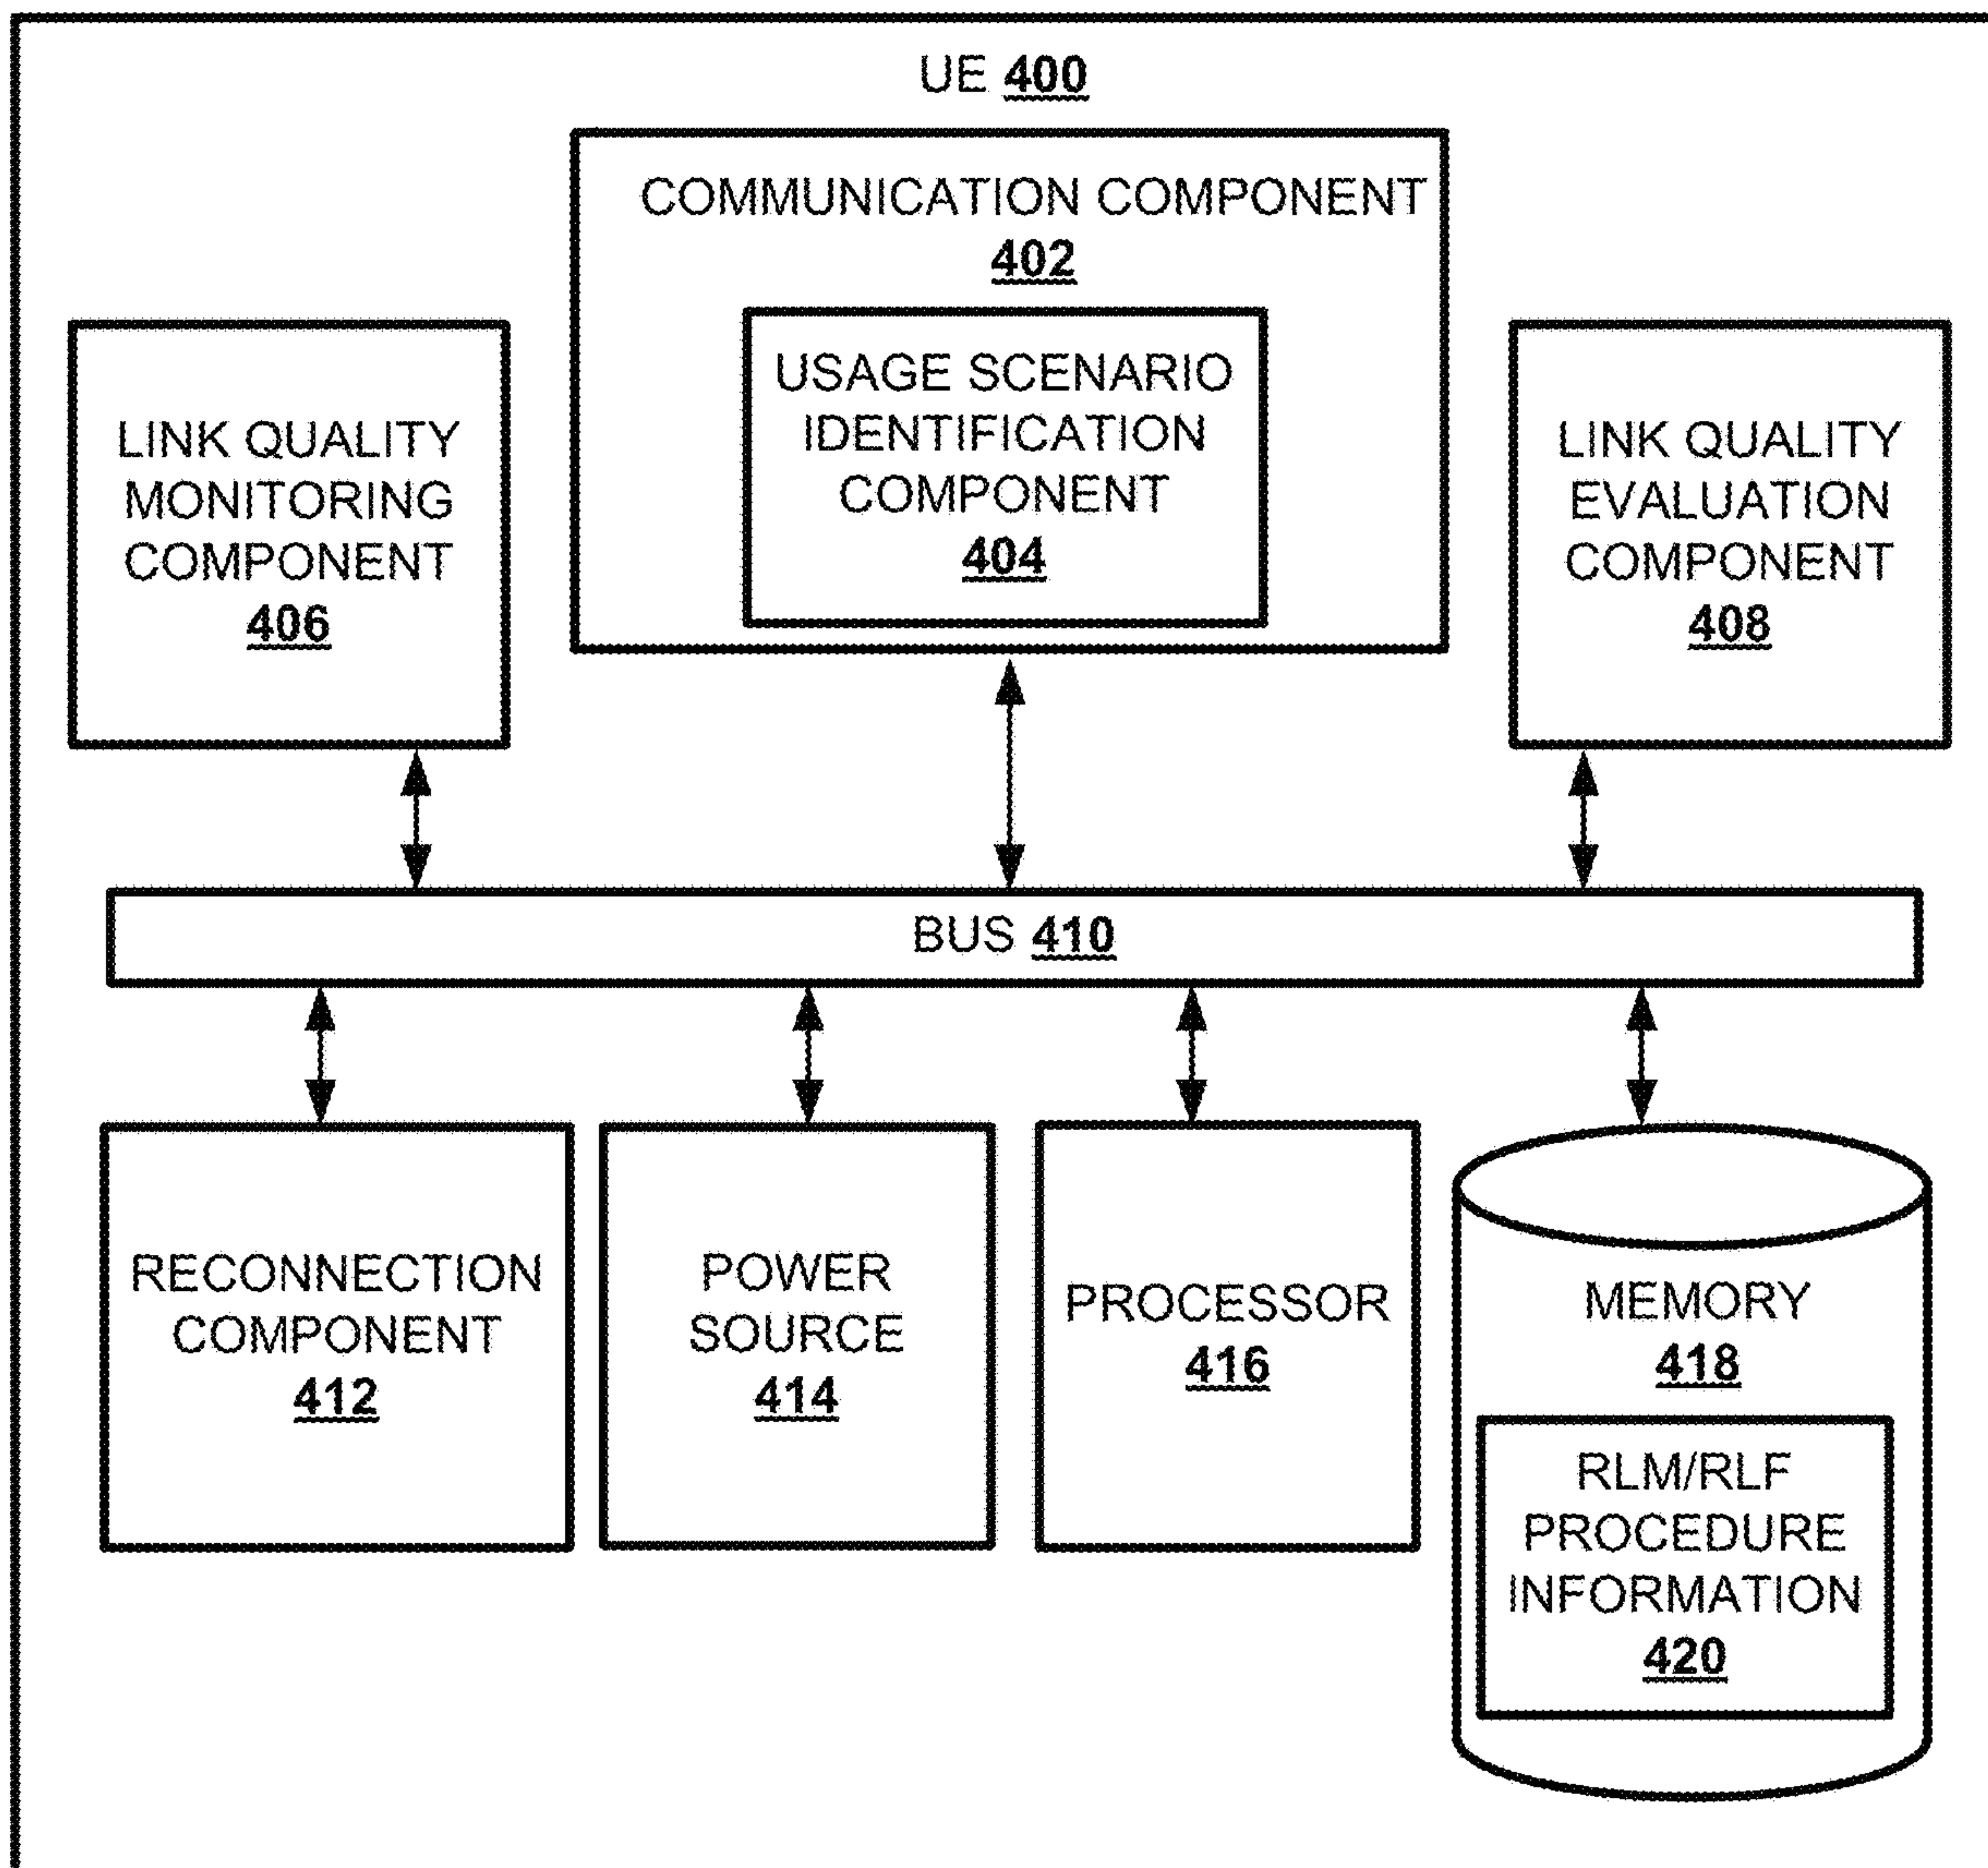 UE 400
COMMUNICATION COMPONENT
402
USAGE SCENARIO
IDENTIFICATION
COMPONENT
404
LINK QUALITY
MONITORING
COMPONENT
406
LINK QUALITY
EVALUATION
COMPONENT
408
BUS 410
RECONNECTION
COMPONENT
412
POWER
SOURCE
414
PROCESSOR
416
MEMORY
418
RLM/RLF
PROCEDURE
INFORMATION
420